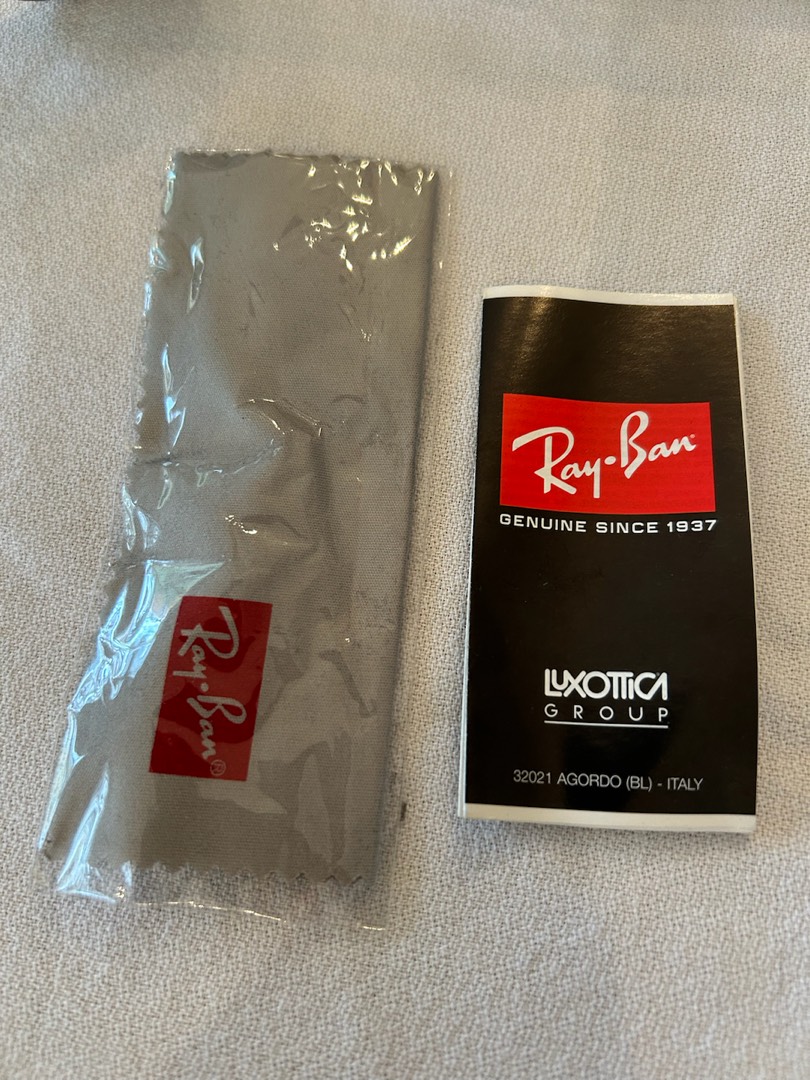 Ray-Ban®
Ray-Ban
GENUINE SINCE 1937
LUXOTTICA
GROUP
32021 AGORDO (BL) - ITALY